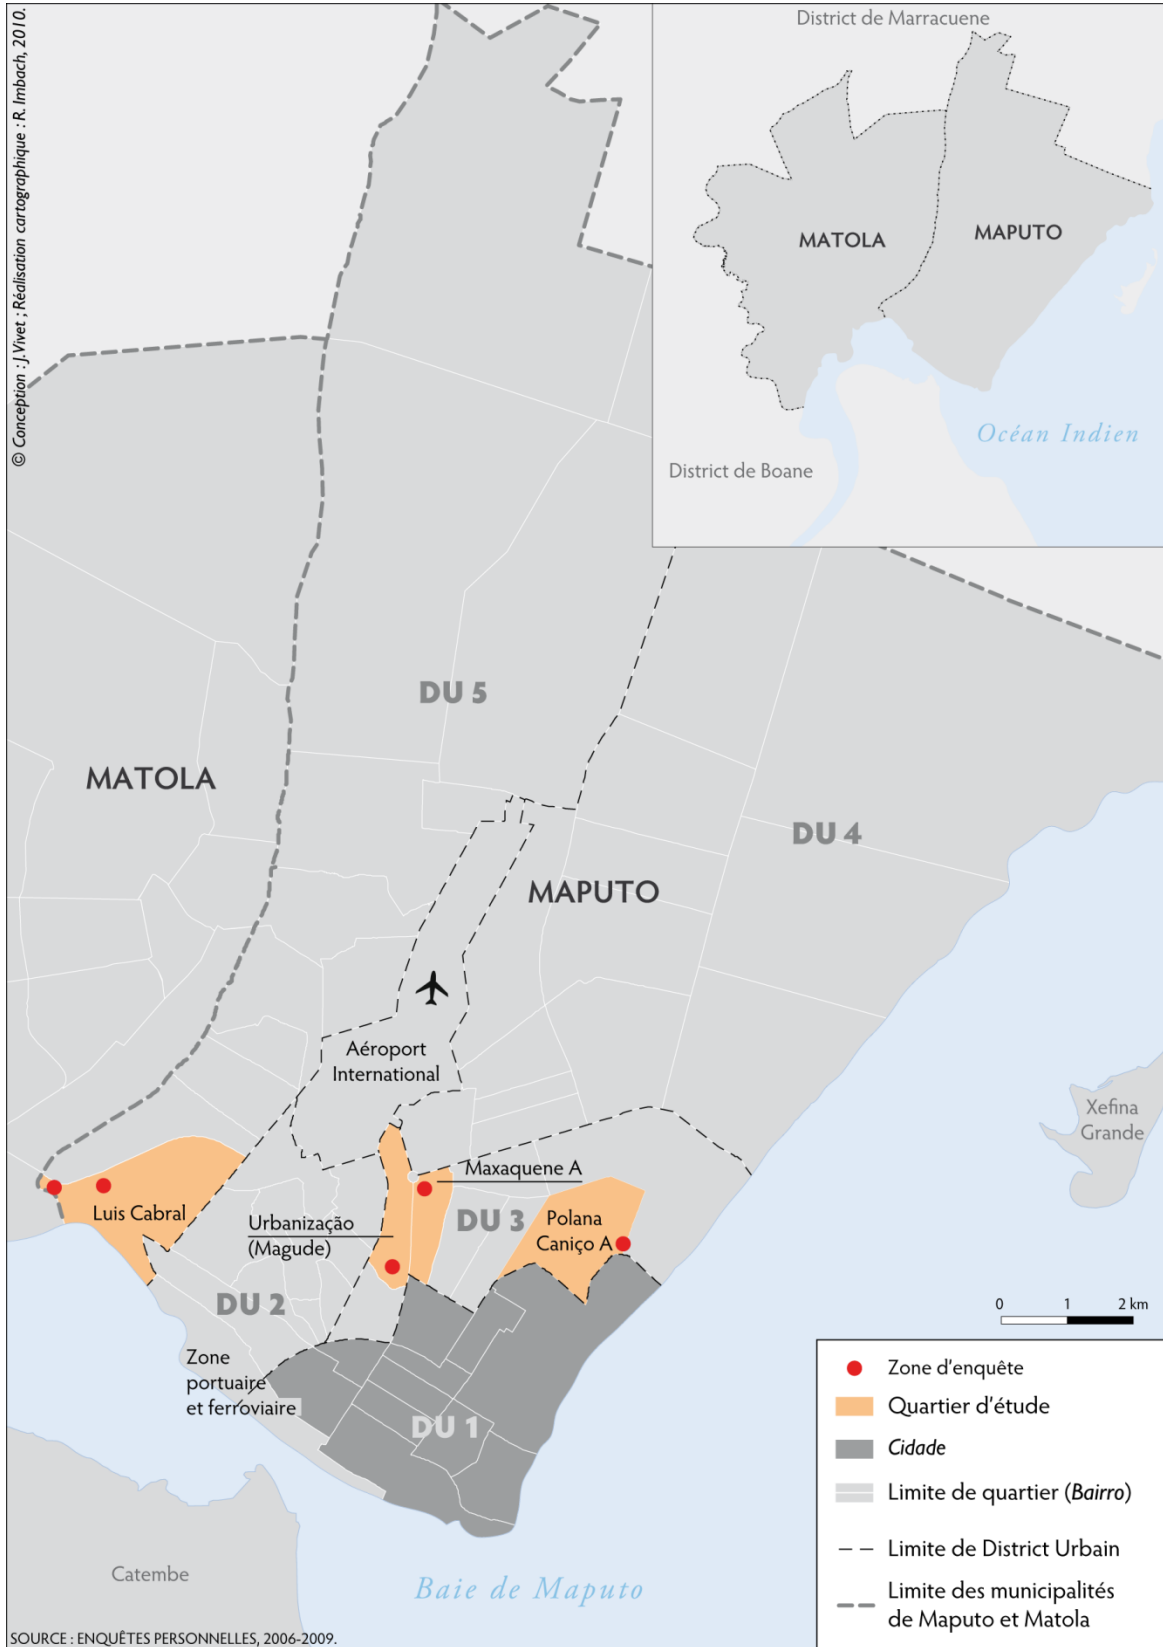 © Conception : J.Vivet ; Réalisation cartographique : R. Imbach, 2010.
District de Marracuene
MATOLA
MAPUTO
Océan Indien
District de Boane
DU 5
MATOLA
DU 4
MAPUTO
Aéroport
International
Xefina
Grande
Maxaquene A
Luis Cabral
Urbanização
(Magude)
DU 3
Polana
Caniço A
DU 2
0 1 2 km
Zone
portuaire
et ferroviaire
DU 1
Zone d'enquête
Quartier d'étude
Cidade
Limite de quartier (Bairro)
Limite de District Urbain
Limite des municipalités
de Maputo et Matola
Catembe
Baie de Maputo
SOURCE : ENQUÊTES PERSONNELLES, 2006-2009.